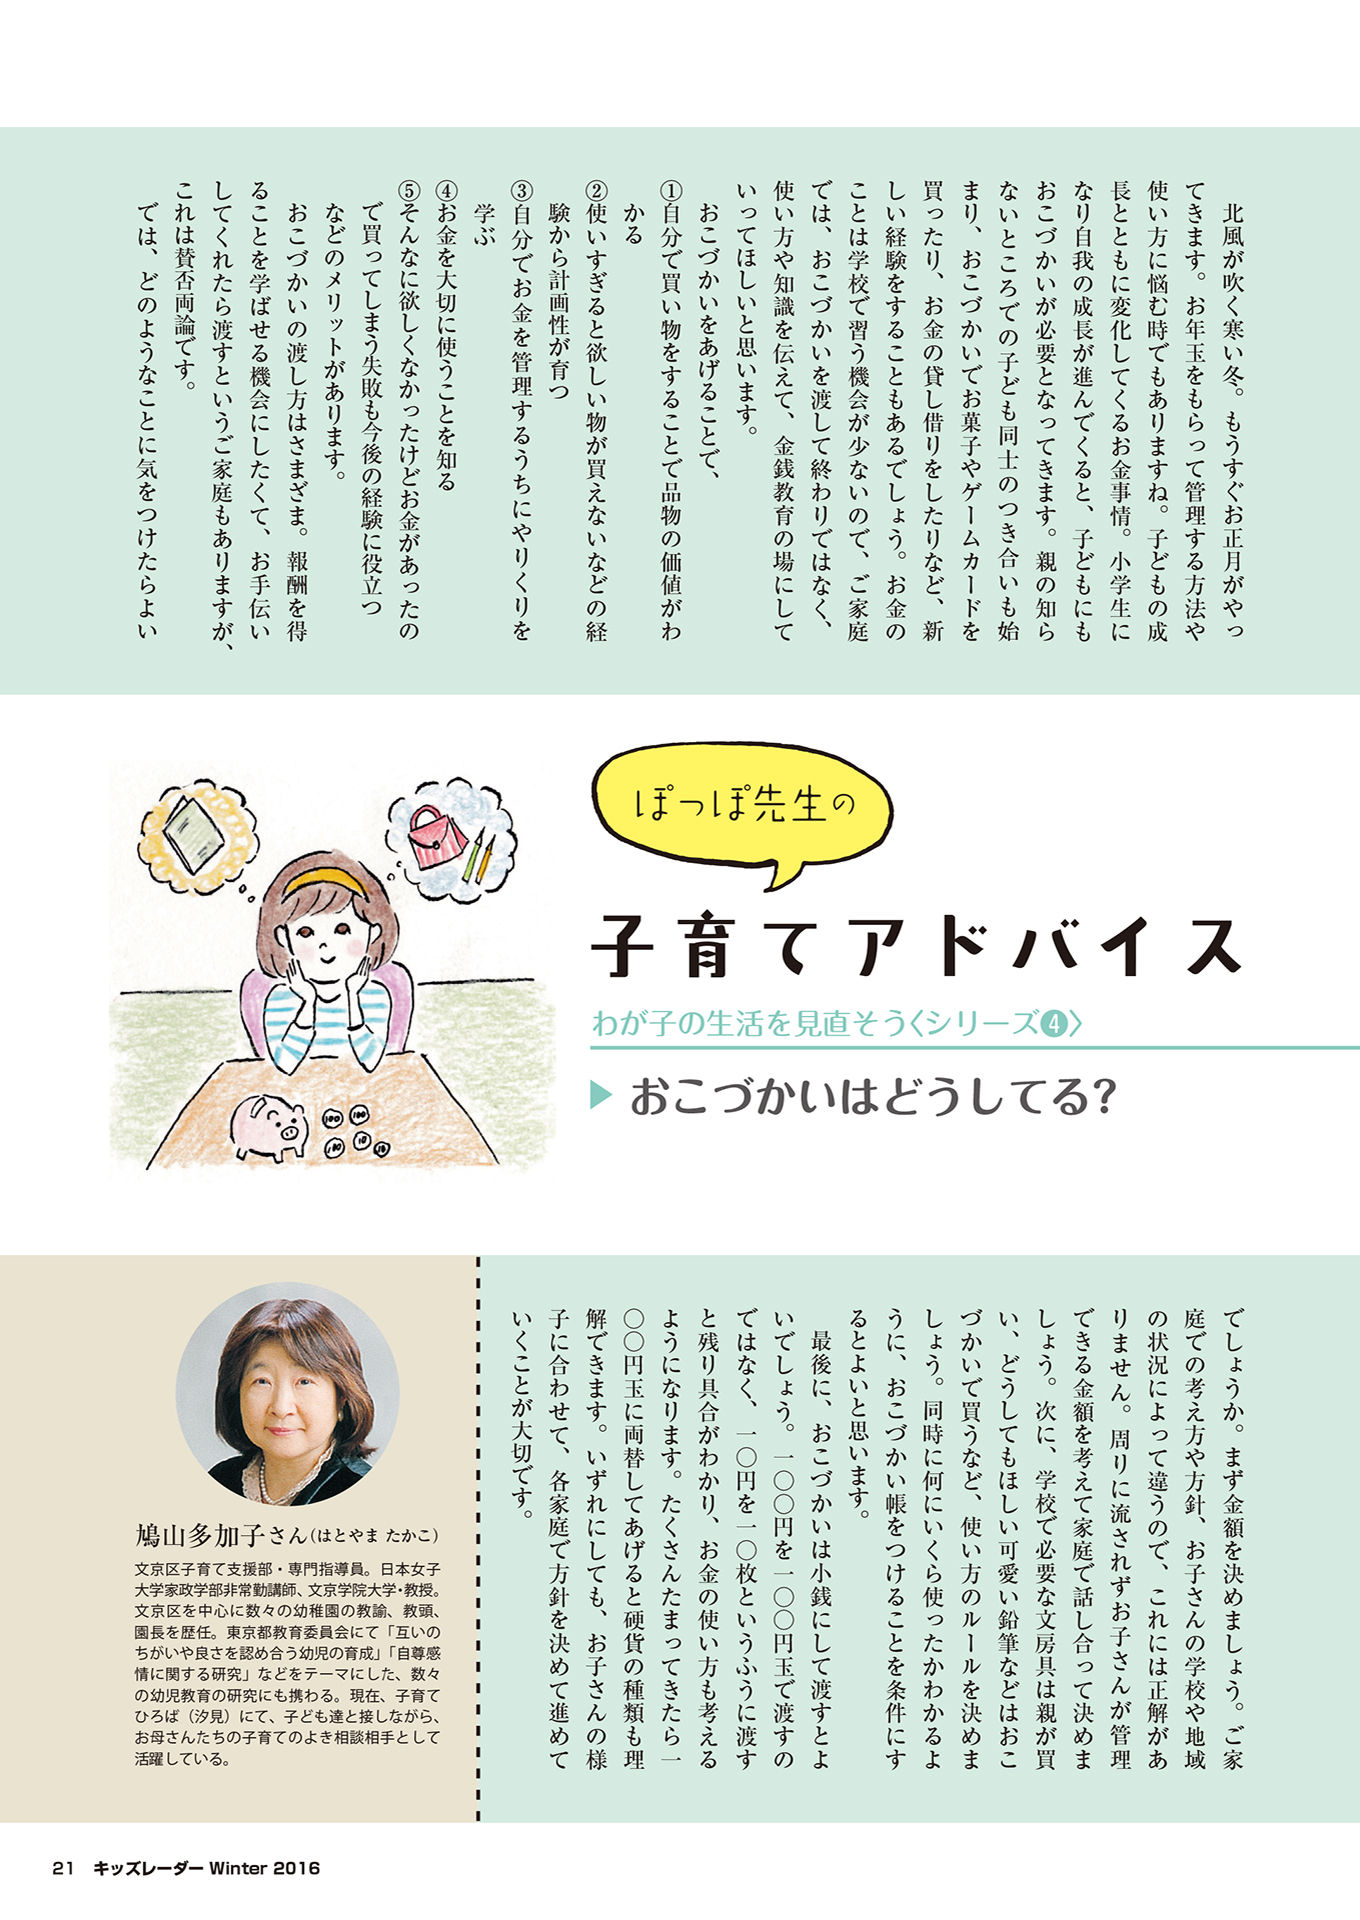 ぽっぽ先生の
子育てアドバイス
わが子の生活を見直そう〈シリーズ❹〉
▶おこづかいはどうしてる？
北風が吹く寒い冬。もうすぐお正月がやっ
てきます。お年玉をもらって管理する方法や
使い方に悩む時でもありますね。子どもの成
長とともに変化してくるお金事情。小学生に
なり自我の成長が進んでくると、子どもにも
おこづかいが必要となってきます。親の知ら
ないところでの子ども同士のつき合いも始
まり、おこづかいでお菓子やゲームカードを
買ったり、お金の貸し借りをしたりなど、新
しい経験をすることもあるでしょう。お金の
ことは学校で習う機会が少ないので、ご家庭
では、おこづかいを渡して終わりではなく、
使い方や知識を伝えて、金銭教育の場にして
いってほしいと思います。
おこづかいをあげることで、
①自分で買い物をすることで品物の価値がわ
かる
②使いすぎると欲しい物が買えないなどの経
験から計画性が育つ
③自分でお金を管理するうちにやりくりを
学ぶ
④お金を大切に使うことを知る
⑤そんなに欲しくなかったけどお金があったの
で買ってしまう失敗も今後の経験に役立つ
などのメリットがあります。
おこづかいの渡し方はさまざま。報酬を得
ることを学ばせる機会にしたくて、お手伝い
してくれたら渡すというご家庭もありますが、
これは賛否両論です。
では、どのようなことに気をつけたらよい
でしょうか。まず金額を決めましょう。ご家
庭での考え方や方針、お子さんの学校や地域
の状況によって違うので、これには正解があ
りません。周りに流されずお子さんが管理
できる金額を考えて家庭で話し合って決めま
しょう。次に、学校で必要な文房具は親が買
い、どうしてもほしい可愛い鉛筆などはおこ
づかいで買うなど、使い方のルールを決めま
しょう。同時に何にいくら使ったかわかるよ
うに、おこづかい帳をつけることを条件にす
るとよいと思います。
最後に、おこづかいは小銭にして渡すとよ
いでしょう。一〇〇円を一〇〇円玉で渡すの
ではなく、一〇円を一〇枚というふうに渡す
と残り具合がわかり、お金の使い方も考える
ようになります。たくさんたまってきたら一
〇〇円玉に両替してあげると硬貨の種類も理
解できます。いずれにしても、お子さんの様
子に合わせて、各家庭で方針を決めて進めて
いくことが大切です。
100
100
100
10
10
鳩山多加子さん（はとやま たかこ）
文京区子育て支援部・専門指導員。日本女子
大学家政学部非常勤講師、文京学院大学・教授。
文京区を中心に数々の幼稚園の教諭、教頭、
園長を歴任。東京都教育委員会にて「互いの
ちがいや良さを認め合う幼児の育成」「自尊感
情に関する研究」などをテーマにした、数々
の幼児教育の研究にも携わる。現在、子育て
ひろば（汐見）にて、子ども達と接しながら、
お母さんたちの子育てのよき相談相手として
活躍している。
21 キッズレーダー Winter 2016